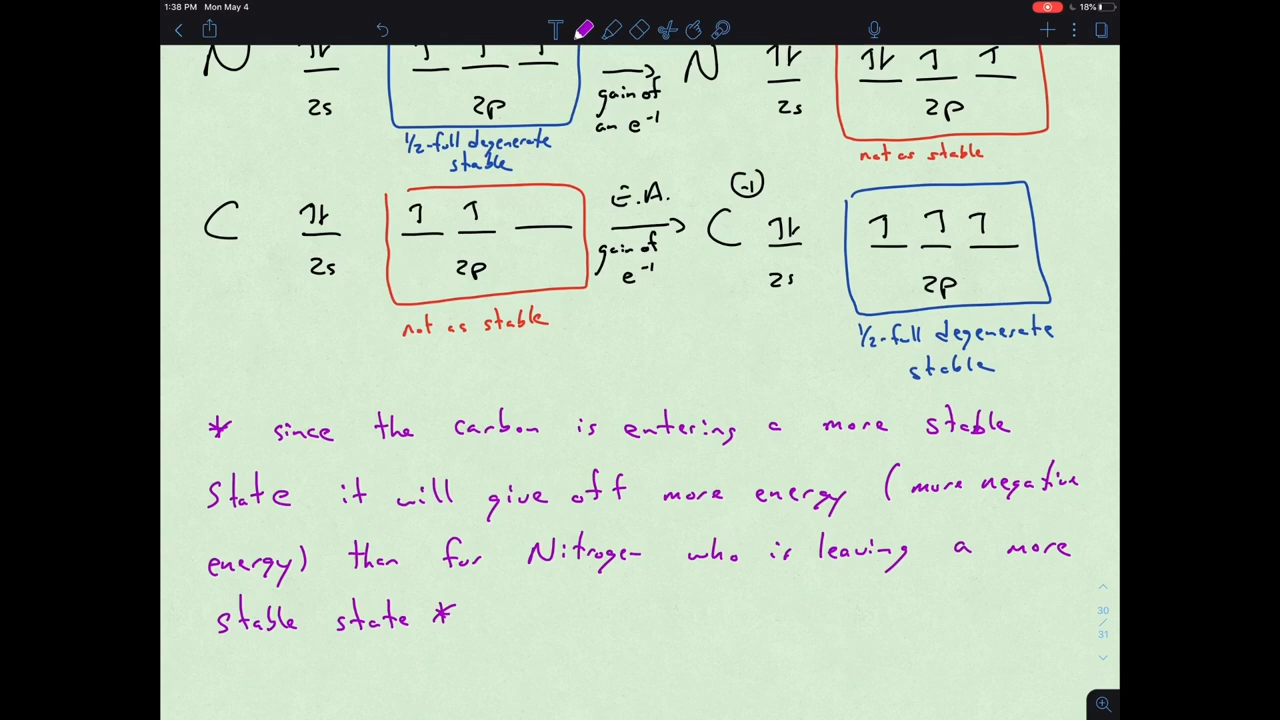 1:38 PM Mon May 4
18%
N 2s 2p N 2s 2p
gain of
an e⁻¹
1/2-full degenerate
stable
not as stable
C 2s 2p E.A. C -1 2s 2p
gain of
e⁻¹
not as stable
1/2-full degenerate
stable
* since the carbon is entering a more stable
state it will give off more energy (more negative
energy) than for Nitrogen who is leaving a more
stable state *
30
/
31